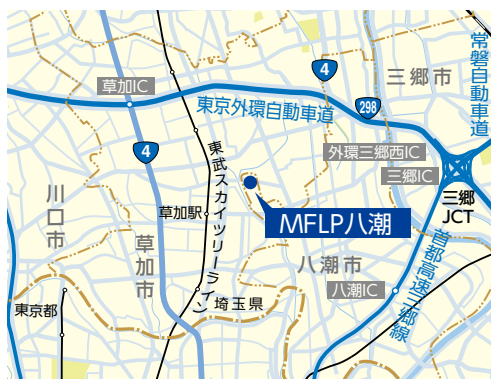 4
三郷市
常磐自動車道
草加IC
298
東京外環自動車道
4
外環三郷西IC
三郷IC
東武スカイツリーライン
三郷
JCT
川口市
草加駅
MFLP八潮
草加市
八潮市
首都高速三郷線
八潮IC
埼玉県
東京都